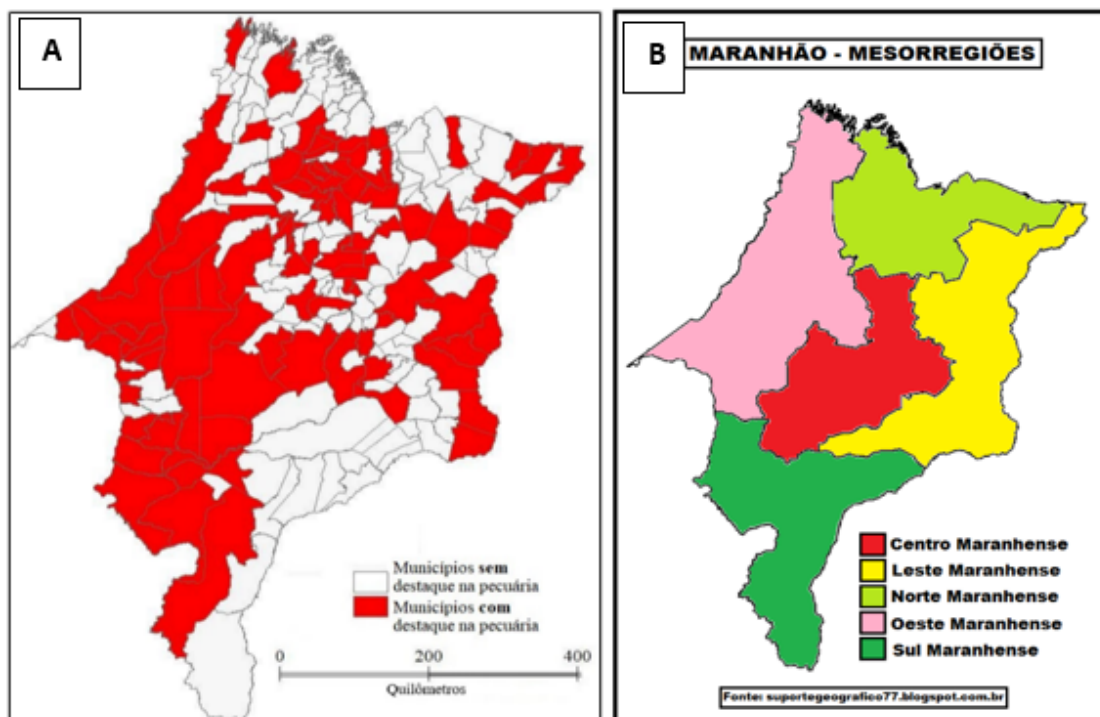 A
Municípios sem
destaque na pecuária
Municípios com
destaque na pecuária
0 200 400
Quilômetros
B
MARANHÃO - MESORREGIÕES
Centro Maranhense
Leste Maranhense
Norte Maranhense
Oeste Maranhense
Sul Maranhense
Fonte: suportegeografico77.blogspot.com.br